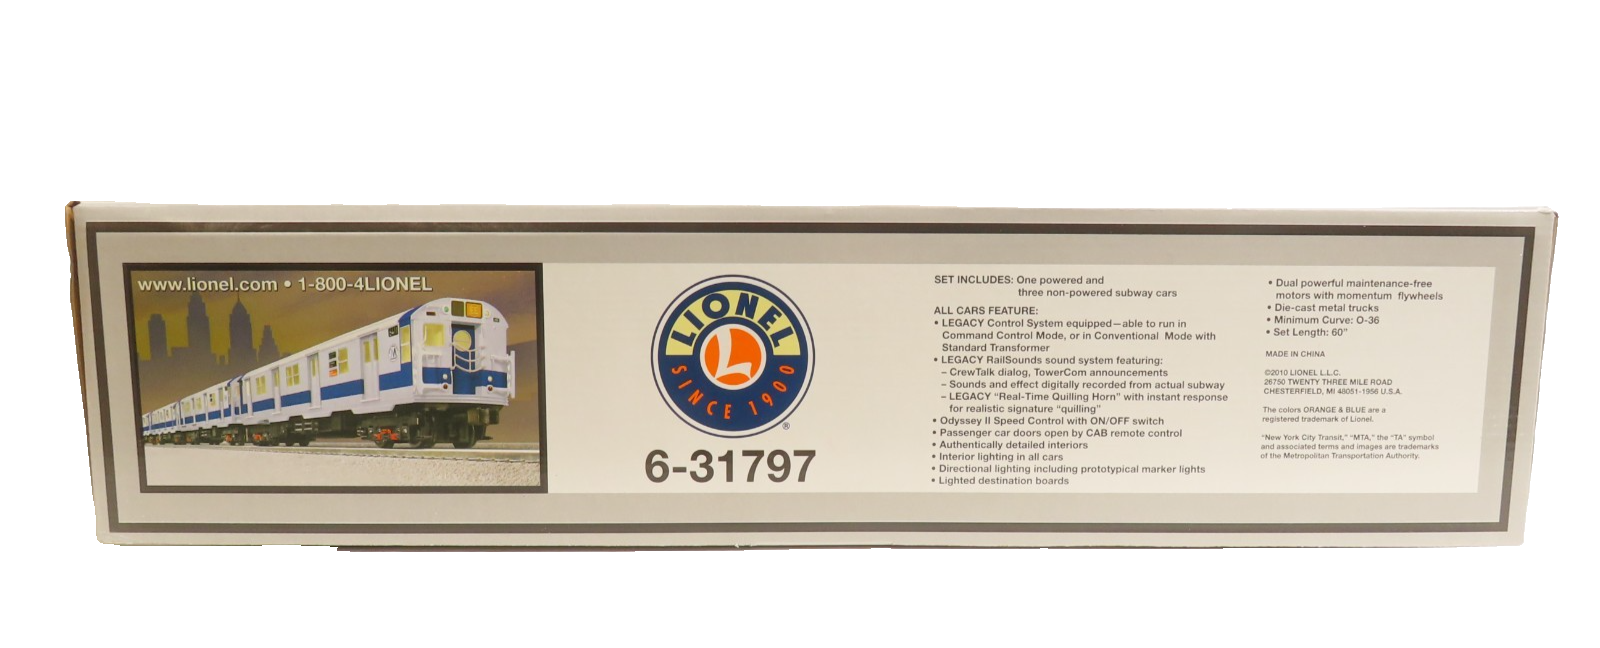 www.lionel.com • 1-800-4LIONEL
LIONEL
L
SINCE 1900
®
6-31797
SET INCLUDES: One powered and
three non-powered subway cars
ALL CARS FEATURE:
• LEGACY Control System equipped—able to run in
Command Control Mode, or in Conventional Mode with
Standard Transformer
• LEGACY RailSounds sound system featuring:
– CrewTalk dialog, TowerCom announcements
– Sounds and effect digitally recorded from actual subway
– LEGACY “Real-Time Quilling Horn” with instant response
for realistic signature “quilling”
• Odyssey II Speed Control with ON/OFF switch
• Passenger car doors open by CAB remote control
• Authentically detailed interiors
• Interior lighting in all cars
• Directional lighting including prototypical marker lights
• Lighted destination boards
• Dual powerful maintenance-free
motors with momentum flywheels
• Die-cast metal trucks
• Minimum Curve: O-36
• Set Length: 60”
MADE IN CHINA
©2010 LIONEL L.L.C.
26750 TWENTY THREE MILE ROAD
CHESTERFIELD, MI 48051-1956 U.S.A.
The colors ORANGE & BLUE are a
registered trademark of Lionel.
“New York City Transit,” “MTA,” the “TA” symbol
and associated terms and images are trademarks
of the Metropolitan Transportation Authority.